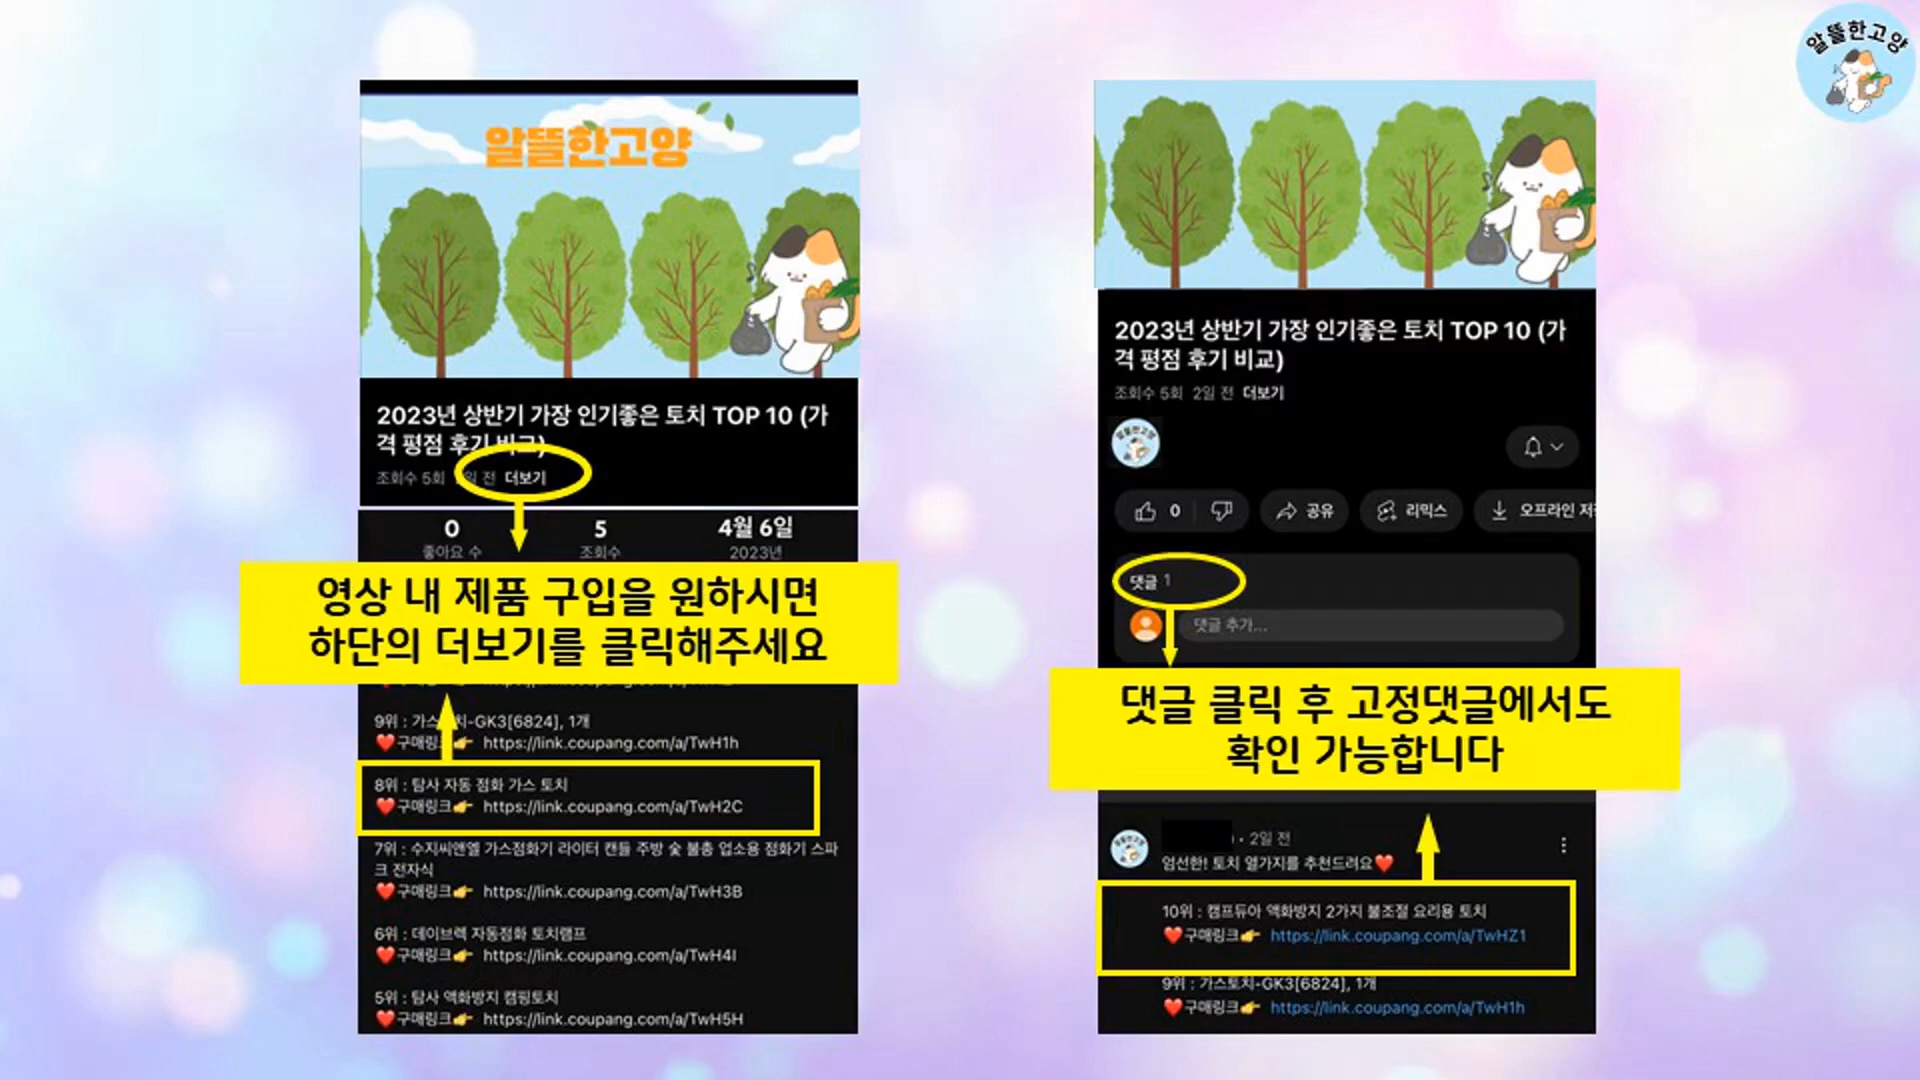 알뜰한고양
알뜰한고양
2023년 상반기 가장 인기좋은 토치 TOP 10 (가
격 평점 후기 비교)
조회수 5회 일 전 더보기
0 5 4월 6일
좋아요 수 조회수 2023년
영상 내 제품 구입을 원하시면
하단의 더보기를 클릭해주세요
9위 : 가스토치-GK3[6824], 1개
❤️구매링크👉 https://link.coupang.com/a/TwH1h
8위 : 탐사 자동 점화 가스 토치
❤️구매링크👉 https://link.coupang.com/a/TwH2C
7위 : 수지씨앤엘 가스점화기 라이터 캔들 주방 숯 불총 업소용 점화기 스파
크 전자식
❤️구매링크👉 https://link.coupang.com/a/TwH3B
6위 : 데이브렉 자동점화 토치램프
❤️구매링크👉 https://link.coupang.com/a/TwH4I
5위 : 탐사 액화방지 캠핑토치
❤️구매링크👉 https://link.coupang.com/a/TwH5H
2023년 상반기 가장 인기좋은 토치 TOP 10 (가
격 평점 후기 비교)
조회수 5회 2일 전 더보기
알뜰한고양
0 공유 리믹스 오프라인 저
댓글 1
댓글 추가...
댓글 클릭 후 고정댓글에서도
확인 가능합니다
• 2일 전
엄선한! 토치 열가지를 추천드려요❤️
10위 : 캠프듀아 액화방지 2가지 불조절 요리용 토치
❤️구매링크👉 https://link.coupang.com/a/TwHZ1
9위 : 가스토치-GK3[6824], 1개
❤️구매링크👉 https://link.coupang.com/a/TwH1h